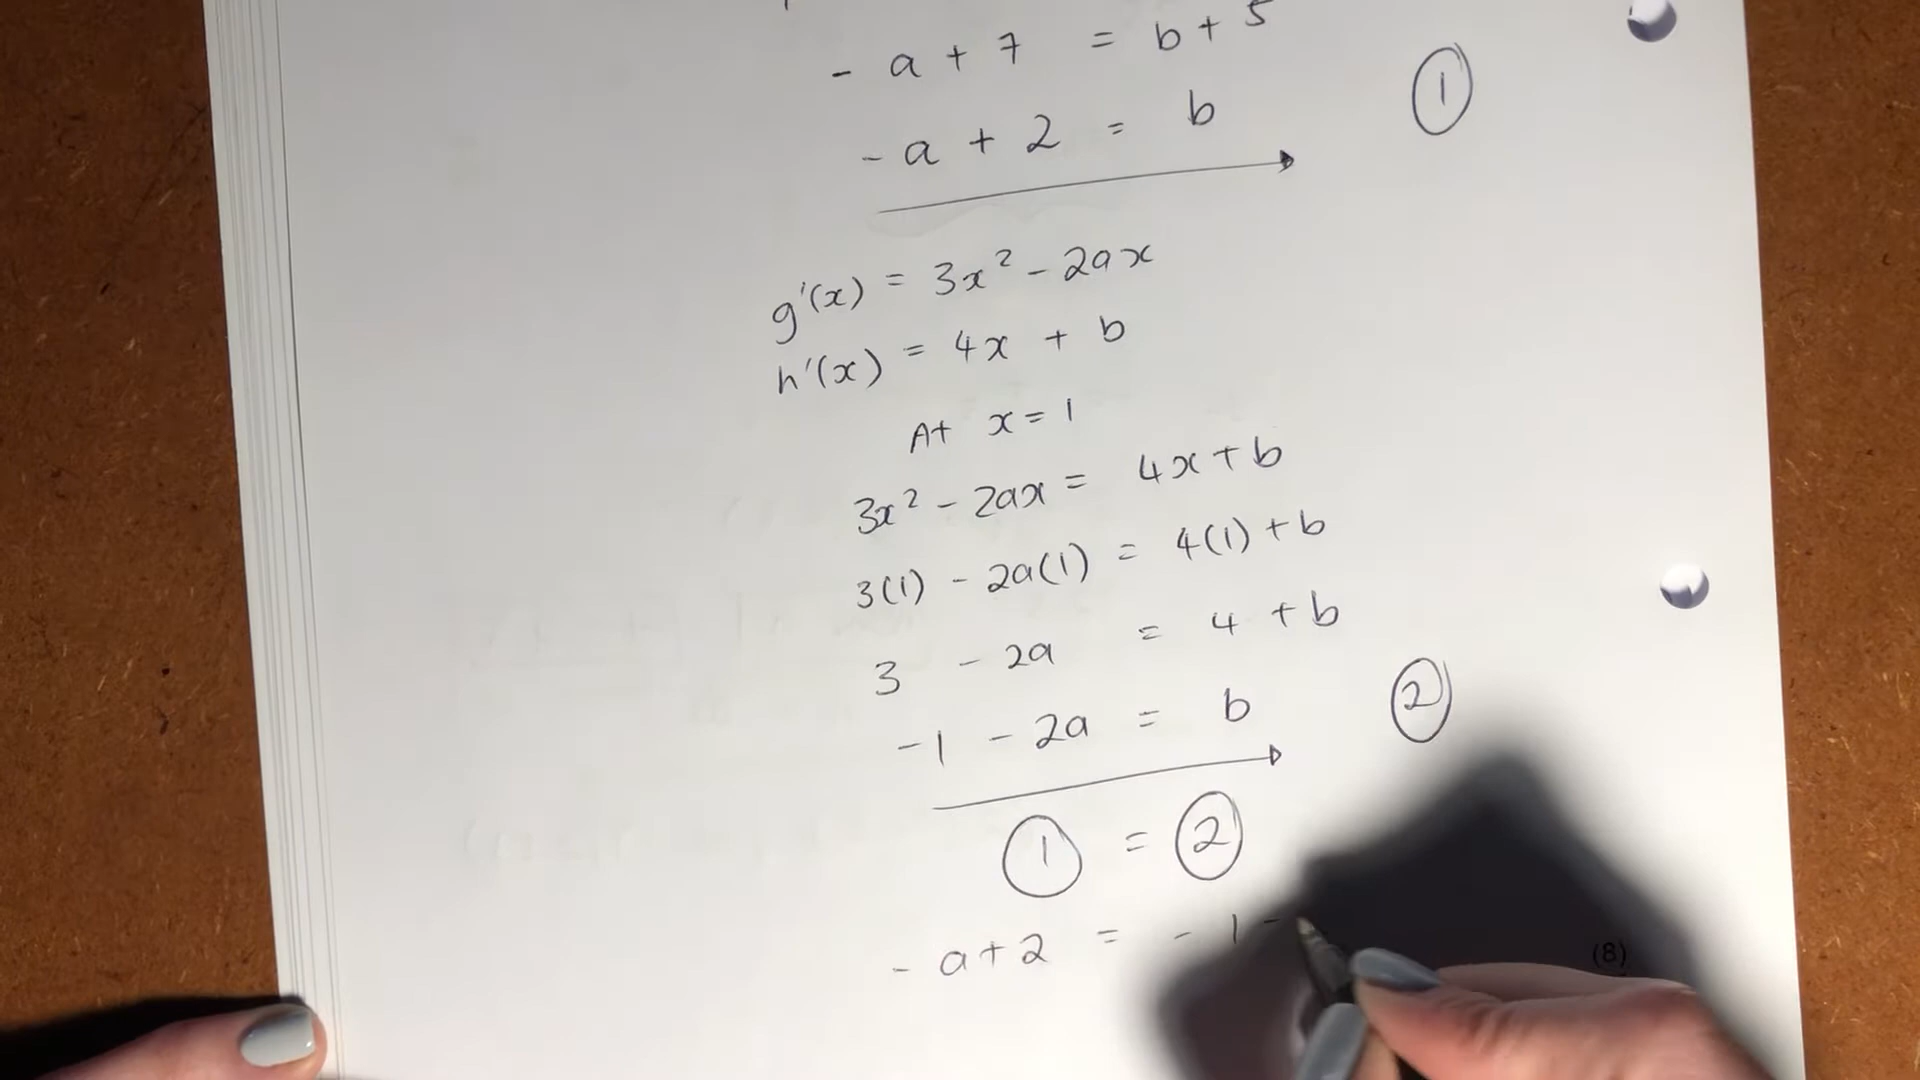 - a + 7 = b + 5
- a + 2 = b ①
g'(x) = 3x² - 2ax
h'(x) = 4x + b
At x = 1
3x² - 2ax = 4x + b
3(1) - 2a(1) = 4(1) + b
3 - 2a = 4 + b
-1 - 2a = b ②
① = ②
- a + 2 = - 1 -
(8)